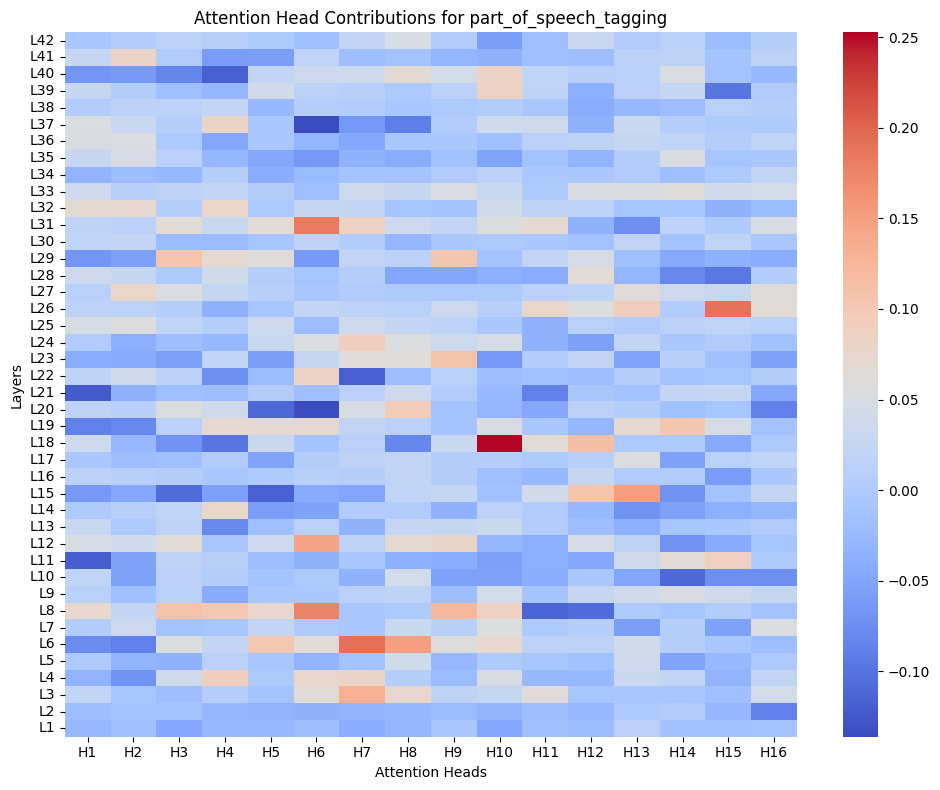 Attention Head Contributions for part_of_speech_tagging
Layers
L42
L41
L40
L39
L38
L37
L36
L35
L34
L33
L32
L31
L30
L29
L28
L27
L26
L25
L24
L23
L22
L21
L20
L19
L18
L17
L16
L15
L14
L13
L12
L11
L10
L9
L8
L7
L6
L5
L4
L3
L2
L1
H1 H2 H3 H4 H5 H6 H7 H8 H9 H10 H11 H12 H13 H14 H15 H16
Attention Heads
0.25
0.20
0.15
0.10
0.05
0.00
−0.05
−0.10